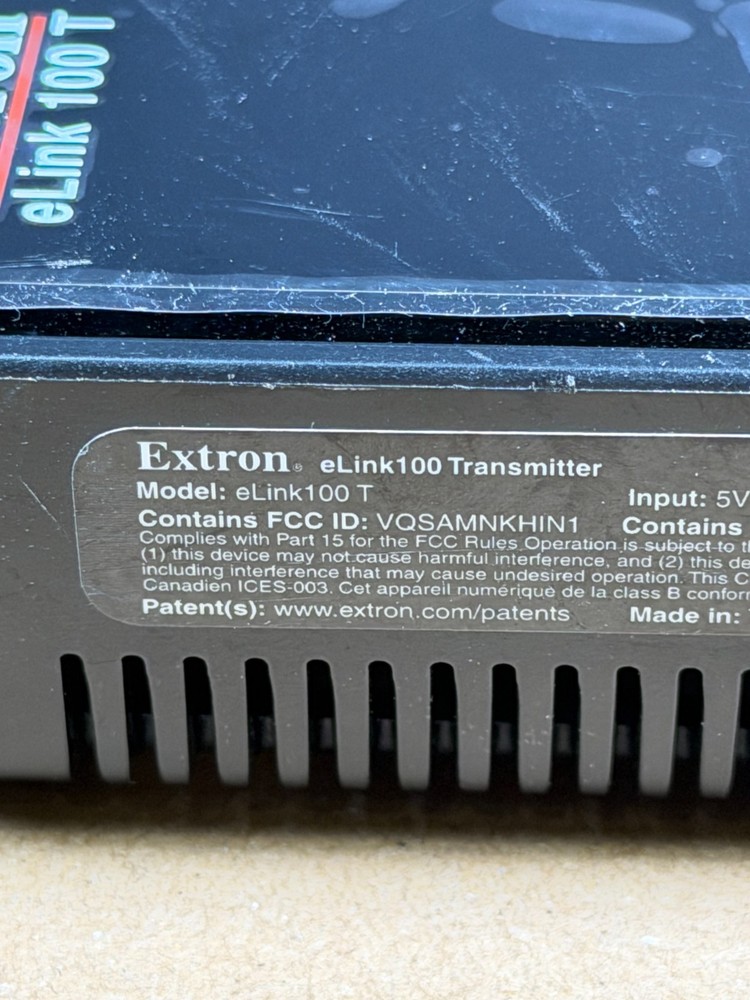 eLink 100 T
Extron® eLink100 Transmitter
Model: eLink100 T Input: 5V
Contains FCC ID: VQSAMNKHIN1 Contains
Complies with Part 15 for the FCC Rules Operation is subject to
(1) this device may not cause harmful interference, and (2) this
including interference that may cause undesired operation. This
Canadien ICES-003. Cet appareil numérique de la class B
Patent(s): www.extron.com/patents Made in: